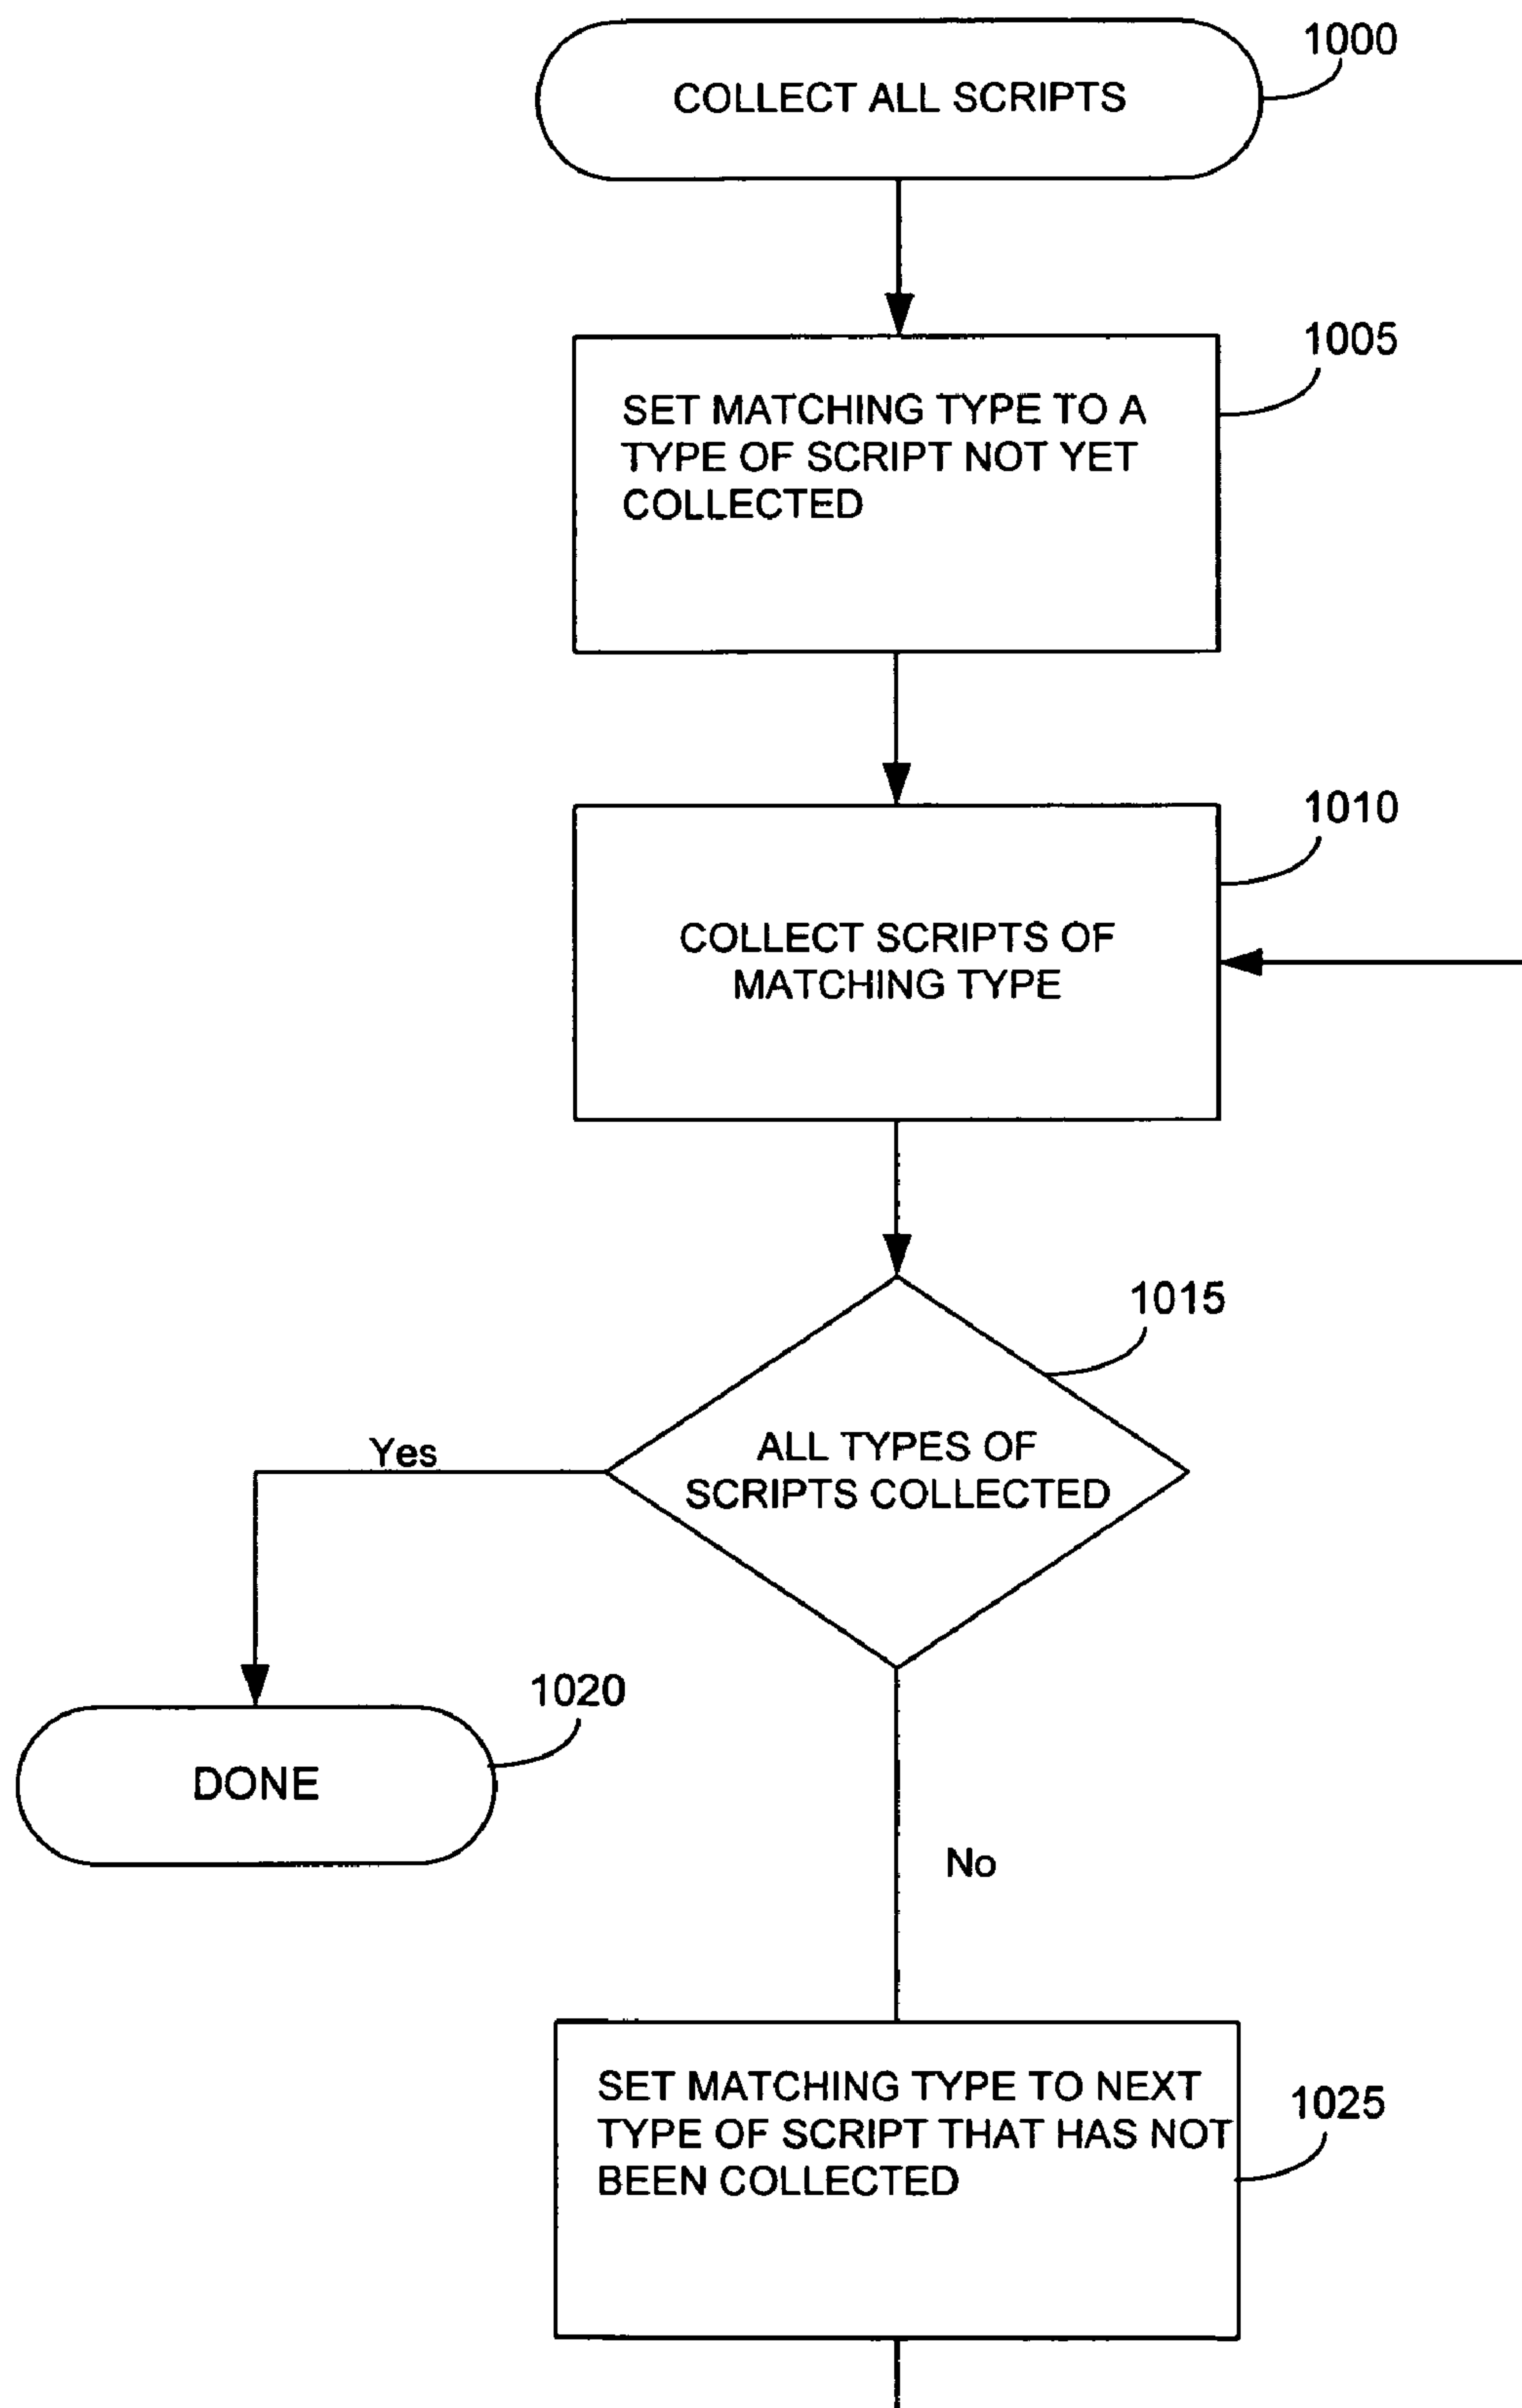 1000
COLLECT ALL SCRIPTS
1005
SET MATCHING TYPE TO A
TYPE OF SCRIPT NOT YET
COLLECTED
1010
COLLECT SCRIPTS OF
MATCHING TYPE
1015
ALL TYPES OF
SCRIPTS COLLECTED
Yes
1020
DONE
No
SET MATCHING TYPE TO NEXT
TYPE OF SCRIPT THAT HAS NOT
BEEN COLLECTED
1025